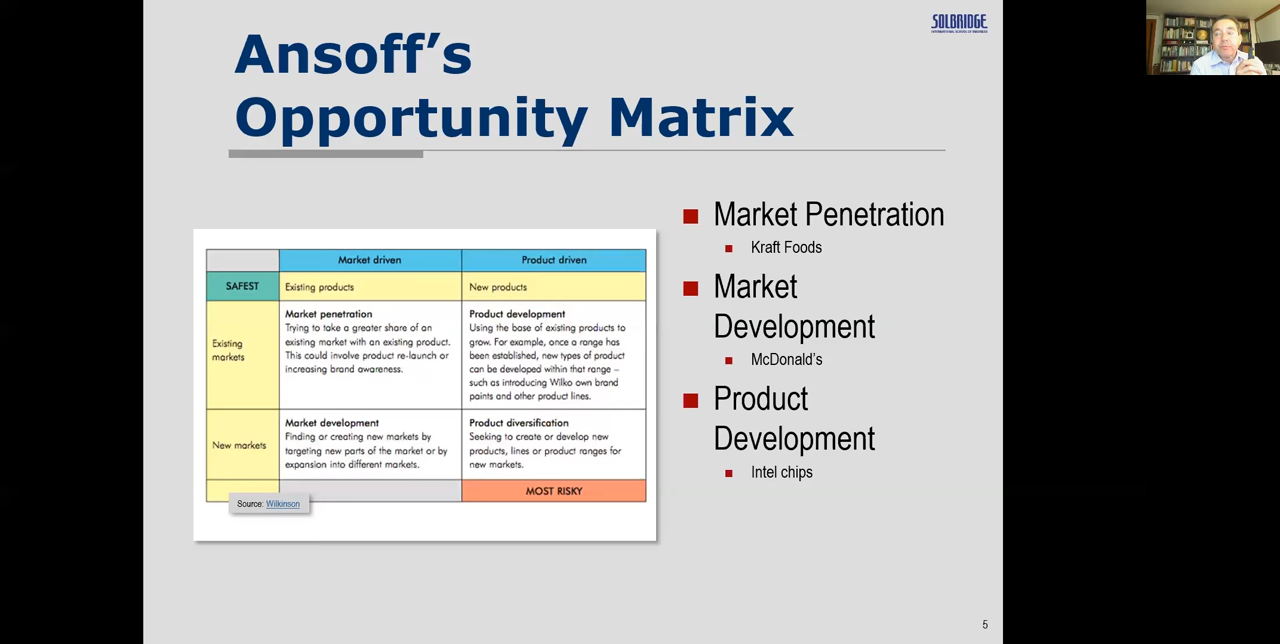 SOLBRIDGE
INTERNATIONAL SCHOOL OF BUSINESS
Ansoff’s
Opportunity Matrix
Market driven
Product driven
SAFEST
Existing products
New products
Existing
markets
Market penetration
Trying to take a greater share of an
existing market with an existing product.
This could involve product re-launch or
increasing brand awareness.
Product development
Using the base of existing products to
grow. For example, once a range has
been established, new types of product
can be developed within that range –
such as introducing Wilko own brand
paints and other product lines.
New markets
Market development
Finding or creating new markets by
targeting new parts of the market or by
expansion into different markets.
Product diversification
Seeking to create or develop new
products, lines or product ranges for
new markets.
MOST RISKY
Source: Wilkinson
Market Penetration
Kraft Foods
Market
Development
McDonald’s
Product
Development
Intel chips
5